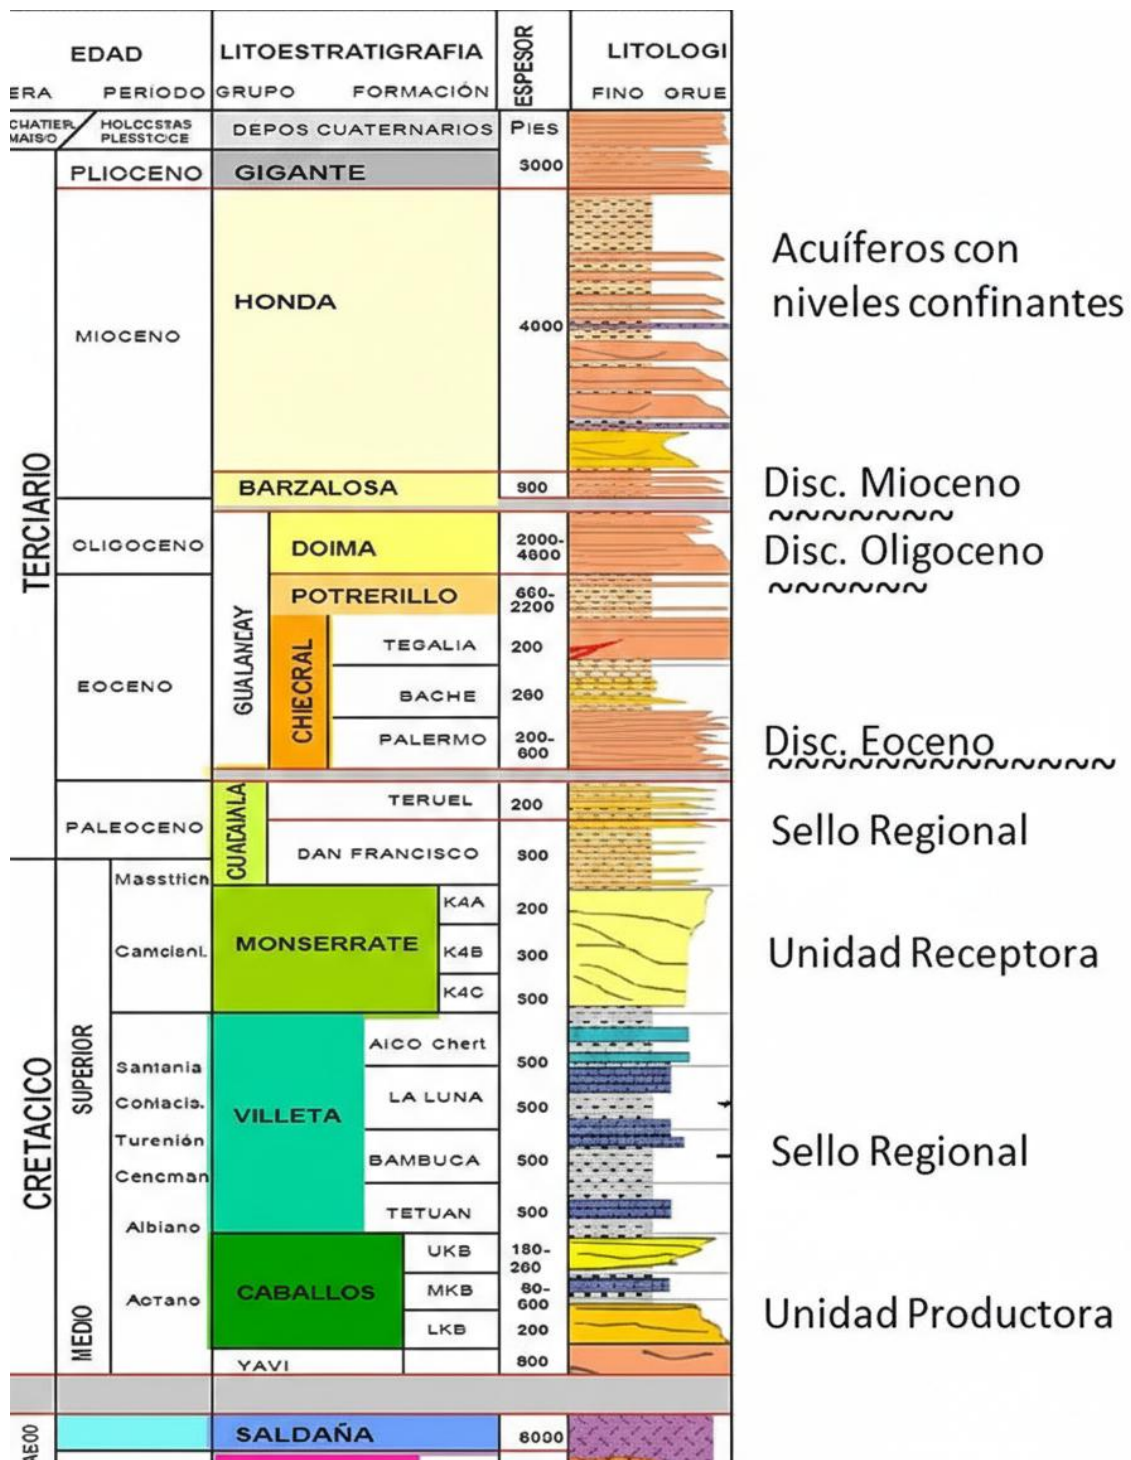 EDAD
LITOESTRATIGRAFIA
ESPESOR
LITOLOGI
ERA
PERIODO
GRUPO
FORMACIÓN
FINO
ORUE
CHATIER
MAISO
HOLCCSTAS
PLESSTCICE
DEPOS CUATERNARIOS
PIES
PLIOCENO
GIGANTE
3000
TERCIARIO
MIOCENO
HONDA
4000
Acuíferos con
niveles confinantes
BARZALOSA
900
Disc. Mioceno
~~~~~~~
CLIGOCENO
GUALANCAY
DOIMA
2000-
4600
Disc. Oligoceno
~~~~~~
EOCENO
POTRERILLO
660-
2200
CHIECRAL
TEGALIA
200
BACHE
260
PALERMO
200-
600
Disc. Eoceno
~~~~~~~~~~~~~
PALEOCENO
TERUEL
200
DAN FRANCISCO
900
Sello Regional
CRETACICO
SUPERIOR
Masstfich
Camcisni.
MONSERRATE
K4A
200
K4B
300
K4C
500
Unidad Receptora
Santania
Contacis.
Turenión
Cencman
Albiano
VILLETA
AICO Chert
500
LA LUNA
500
BAMBUCA
500
TETUAN
500
Sello Regional
MEDIO
Actano
CABALLOS
UKB
180-
260
MKB
80-
600
LKB
200
Unidad Productora
YAVI
800
SALDAÑA
6000